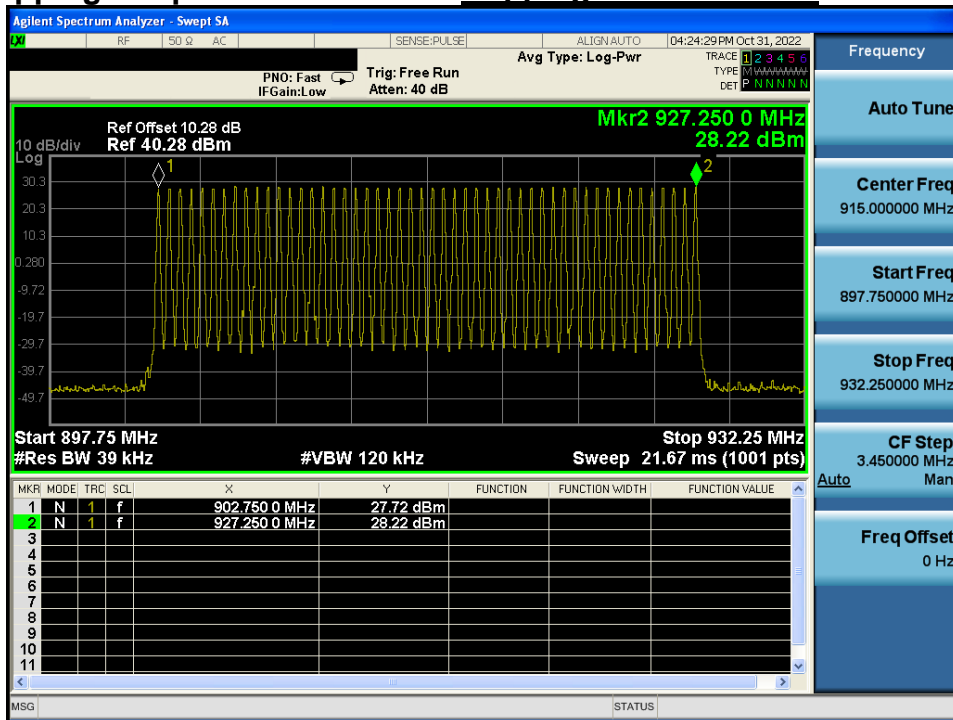 Agilent Spectrum Analyzer - Swept SA
LXI RF 50 Ω AC SENSE:PULSE ALIGN AUTO 04:24:29 PM Oct 31, 2022
Avg Type: Log-Pwr
TRACE 1 2 3 4 5 6
TYPE M
DET P N N N N N
PNO: Fast
IFGain:Low
Trig: Free Run
Atten: 40 dB
Frequency
Auto Tune
Mkr2 927.250 0 MHz
28.22 dBm
Ref Offset 10.28 dB
10 dB/div Ref 40.28 dBm
Log
1
2
30.3
20.3
10.3
0.280
-9.72
-19.7
-29.7
-39.7
-49.7
Start 897.75 MHz Stop 932.25 MHz
#Res BW 39 kHz #VBW 120 kHz Sweep 21.67 ms (1001 pts)
Center Freq
915.000000 MHz
Start Freq
897.750000 MHz
Stop Freq
932.250000 MHz
CF Step
3.450000 MHz
Auto Man
Freq Offset
0 Hz
MKR MODE TRC SCL X Y FUNCTION FUNCTION WIDTH FUNCTION VALUE
1 N 1 f 902.750 0 MHz 27.72 dBm
2 N 1 f 927.250 0 MHz 28.22 dBm
3
4
5
6
7
8
9
10
11
MSG STATUS